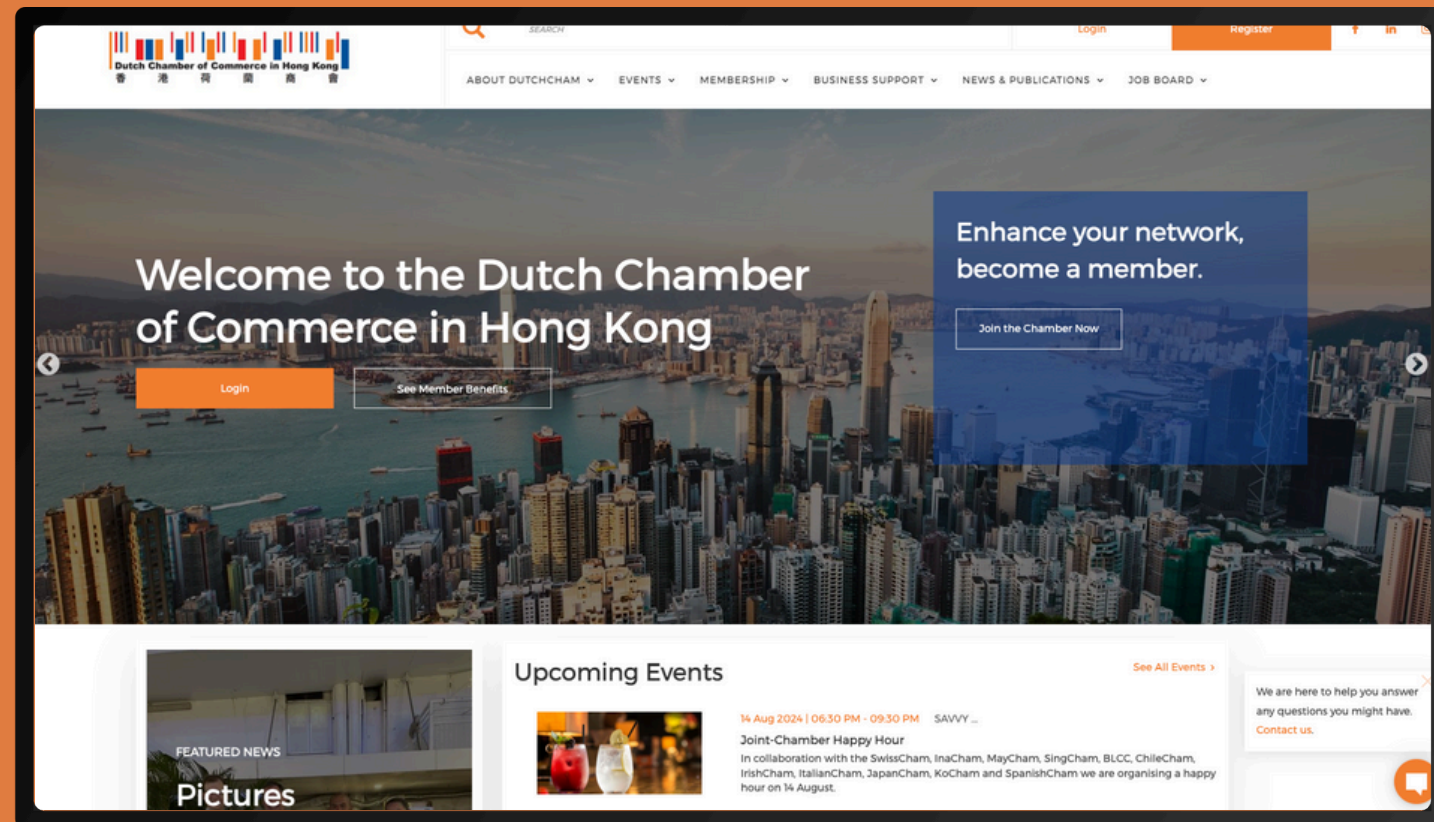 Dutch Chamber of Commerce in Hong Kong
香 港 荷 蘭 商 會
SEARCH
Login
Register
f in
ABOUT DUTCHCHAM EVENTS MEMBERSHIP BUSINESS SUPPORT NEWS & PUBLICATIONS JOB BOARD
Welcome to the Dutch Chamber
of Commerce in Hong Kong
Login
See Member Benefits
Enhance your network,
become a member.
Join the Chamber Now
FEATURED NEWS
Pictures
Upcoming Events
See All Events >
14 Aug 2024 | 06:30 PM - 09:30 PM SAVVY ...
Joint-Chamber Happy Hour
In collaboration with the SwissCham, InaCham, MayCham, SingCham, BLCC, ChileCham,
IrishCham, ItalianCham, JapanCham, KoCham and SpanishCham we are organising a happy
hour on 14 August.
We are here to help you answer
any questions you might have.
Contact us.